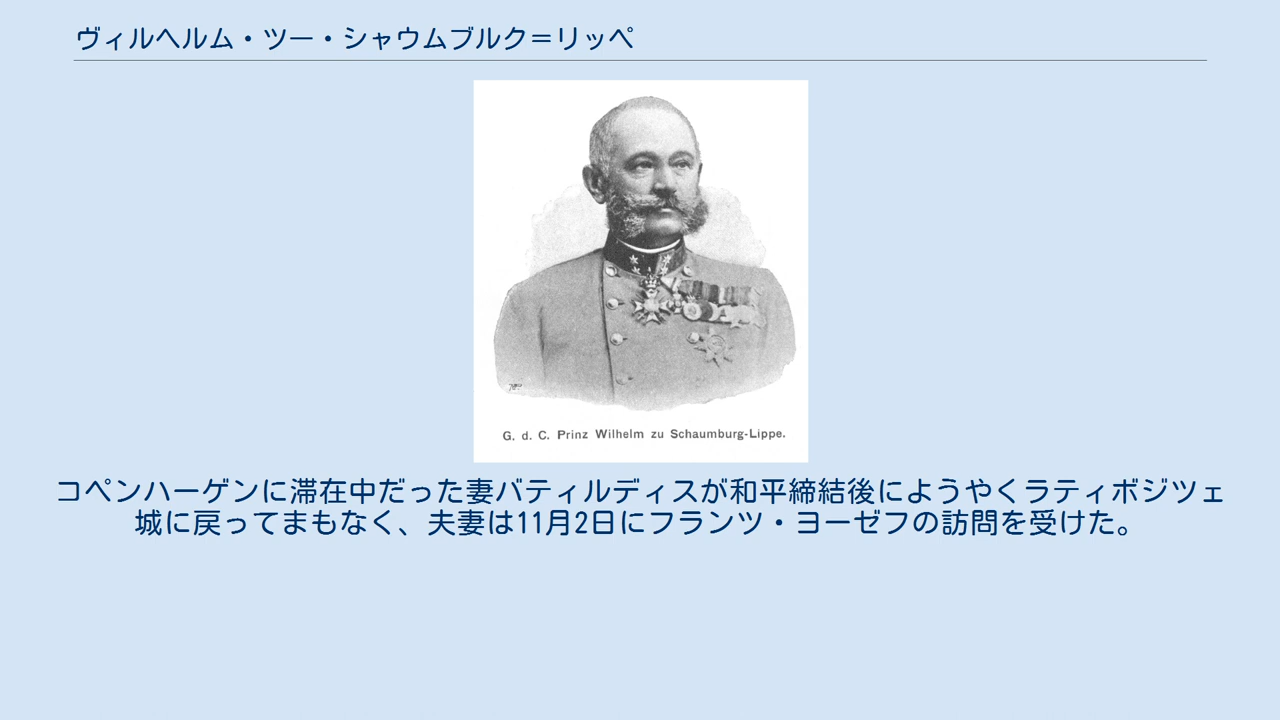 ヴィルヘルム・ツー・シャウムブルク＝リッペ
G. d. C. Prinz Wilhelm zu Schaumburg-Lippe.
コペンハーゲンに滞在中だった妻バティルディスが和平締結後にようやくラティボジツェ
城に戻ってまもなく、夫妻は11月2日にフランツ・ヨーゼフの訪問を受けた。